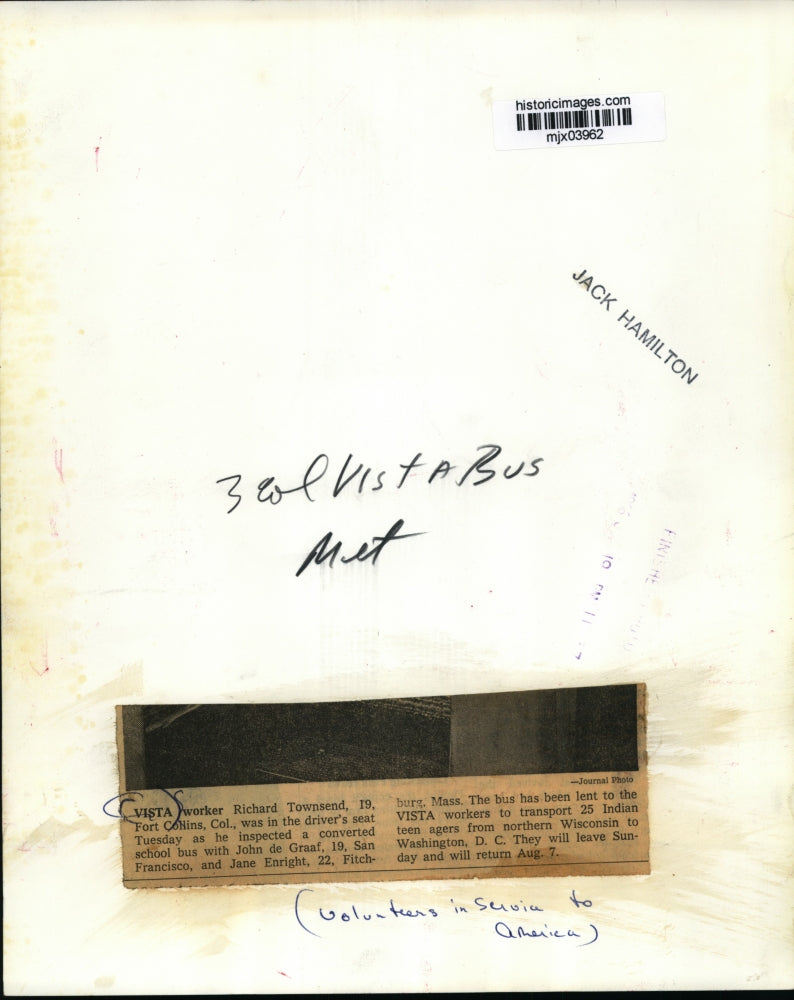 historicimages.com
mjx03962
JACK HAMILTON
3 col VISTA BUS
Met
FINISHE
—Journal Photo
VISTA worker Richard Townsend, 19,
Fort Collins, Col., was in the driver's seat
Tuesday as he inspected a converted
school bus with John de Graaf, 19, San
Francisco, and Jane Enright, 22, Fitch-
burg, Mass. The bus has been lent to the
VISTA workers to transport 25 Indian
teen agers from northern Wisconsin to
Washington, D. C. They will leave Sun-
day and will return Aug. 7.
(Volunteers in Service to
America)